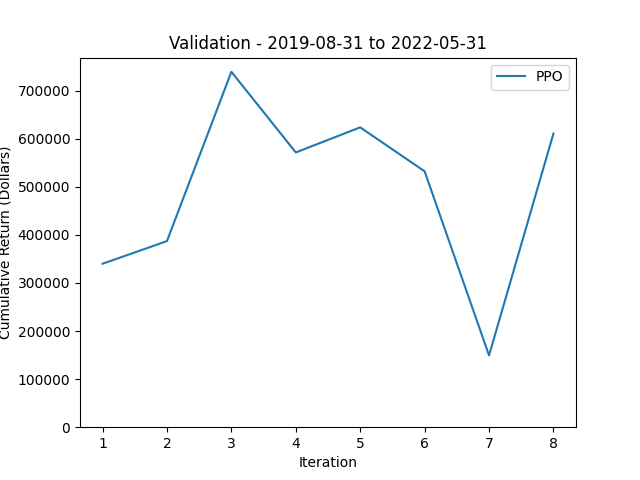 Validation - 2019-08-31 to 2022-05-31
PPO
Cumulative Return (Dollars)
700000
600000
500000
400000
300000
200000
100000
0
1 2 3 4 5 6 7 8
Iteration